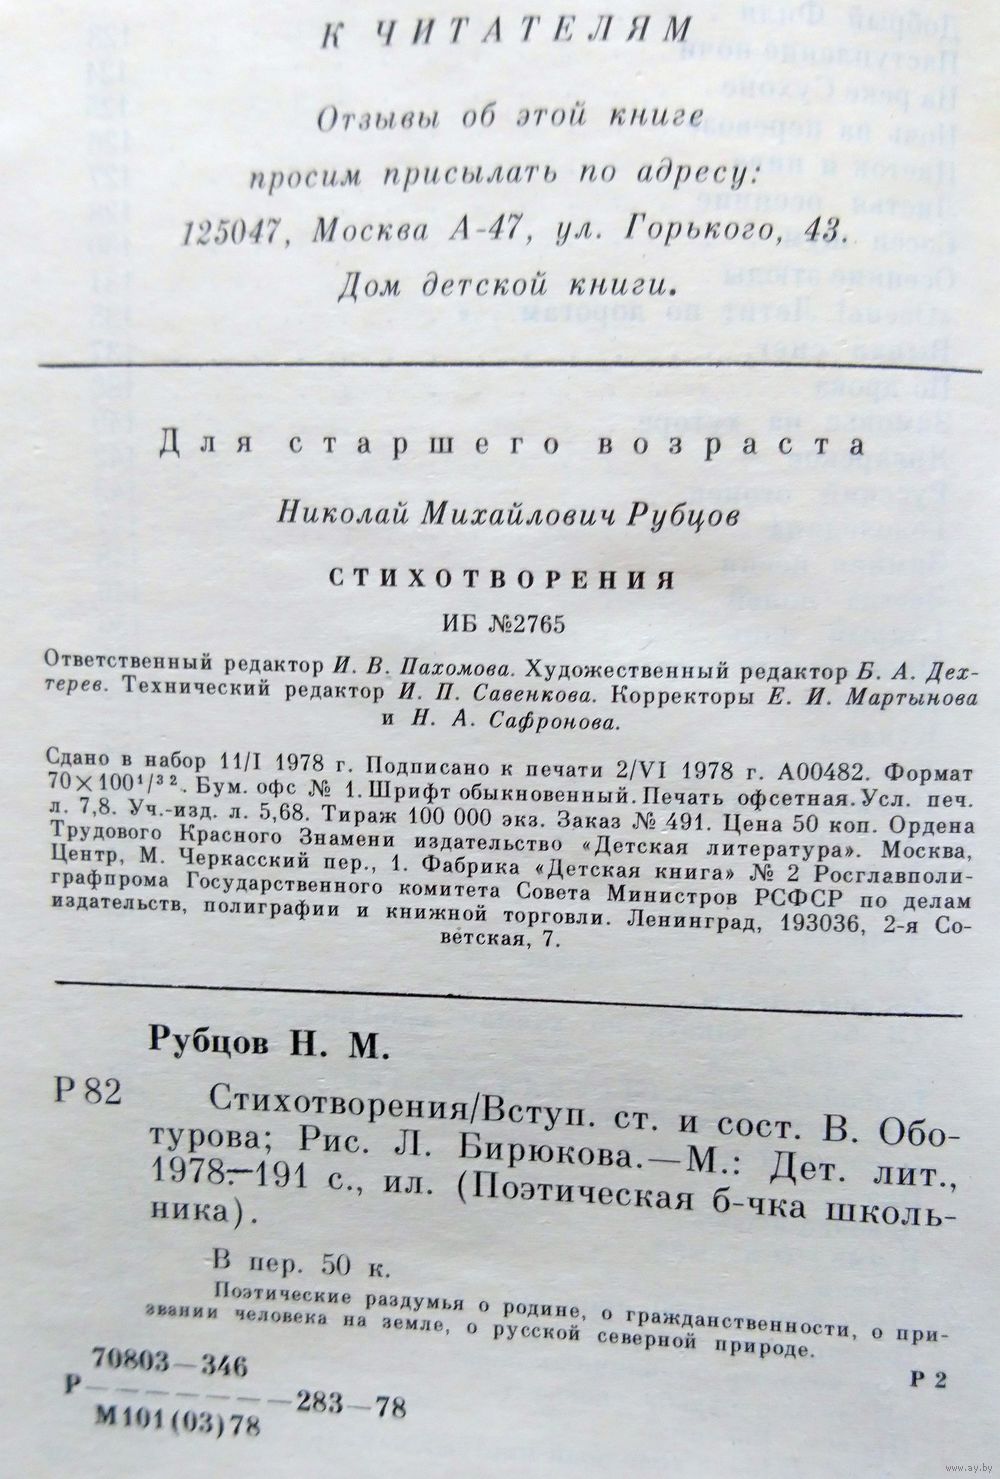 К ЧИТАТЕЛЯМ
Отзывы об этой книге
просим присылать по адресу:
125047, Москва А-47, ул. Горького, 43.
Дом детской книги.
Для старшего возраста
Николай Михайлович Рубцов
СТИХОТВОРЕНИЯ
ИБ №2765
Ответственный редактор И. В. Пахомова. Художественный редактор Б. А. Дех-
терев. Технический редактор И. П. Савенкова. Корректоры Е. И. Мартынова
и Н. А. Сафронова.
Сдано в набор 11/I 1978 г. Подписано к печати 2/VI 1978 г. А00482. Формат
70×100¹/³². Бум. офс № 1. Шрифт обыкновенный. Печать офсетная. Усл. печ.
л. 7,8. Уч.-изд. л. 5,68. Тираж 100 000 экз. Заказ № 491. Цена 50 коп. Ордена
Трудового Красного Знамени издательство «Детская литература». Москва,
Центр, М. Черкасский пер., 1. Фабрика «Детская книга» № 2 Росглавполи-
графпрома Государственного комитета Совета Министров РСФСР по делам
издательств, полиграфии и книжной торговли. Ленинград, 193036, 2-я Со-
ветская, 7.
Рубцов Н. М.
Р 82 Стихотворения/Вступ. ст. и сост. В. Обо-
турова; Рис. Л. Бирюкова.—М.: Дет. лит.,
1978.—191 с., ил. (Поэтическая б-чка школь-
ника).
В пер. 50 к.
Поэтические раздумья о родине, о гражданственности, о при-
звании человека на земле, о русской северной природе.
70803—346
Р————————283—78
М101(03)78
Р 2
www.ay.by